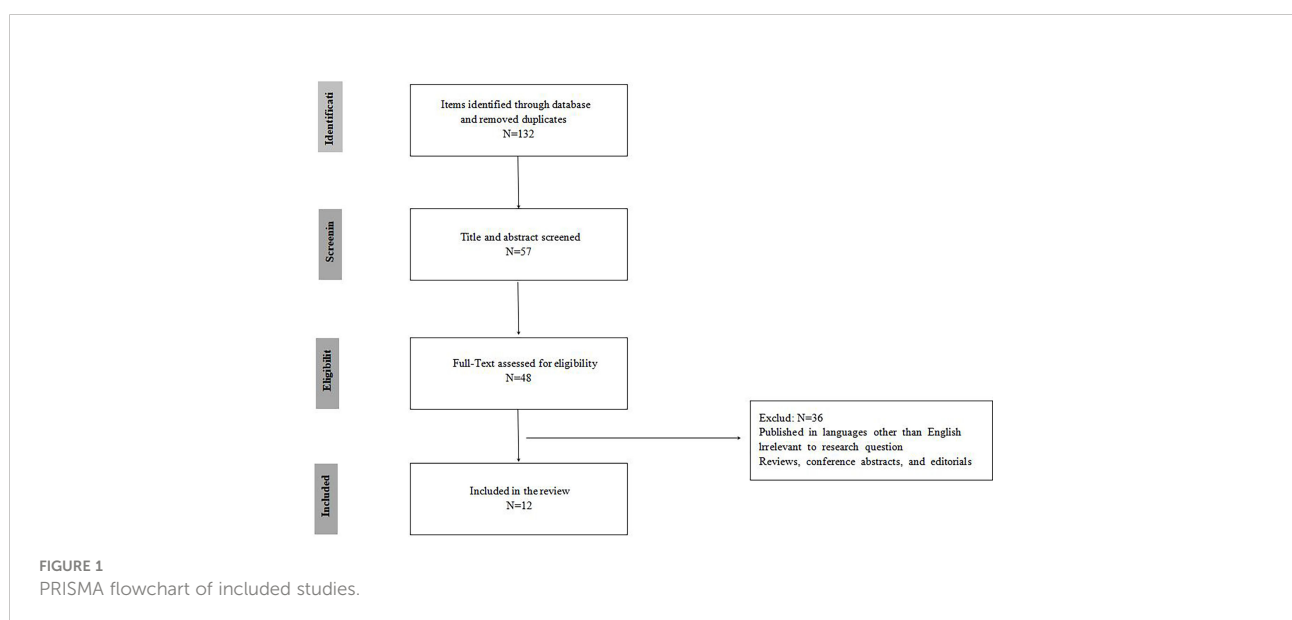 Identificati
Items identified through database
and removed duplicates
N=132
Screenin
Title and abstract screened
N=57
Eligibilit
Full-Text assessed for eligibility
N=48
Exclud: N=36
Published in languages other than English
Irrelevant to research question
Reviews, conference abstracts, and editorials
Included
Included in the review
N=12
FIGURE 1
PRISMA flowchart of included studies.